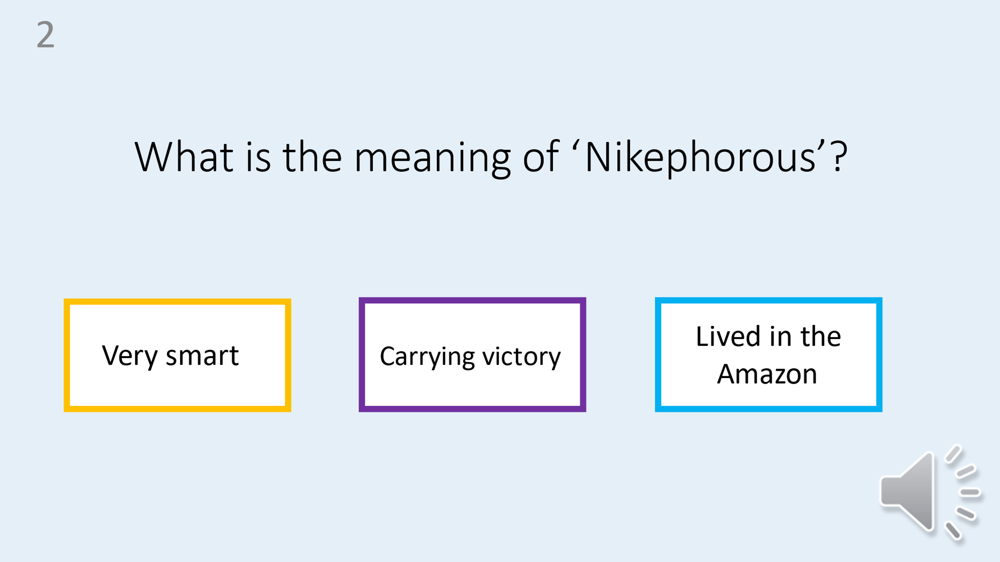 2
What is the meaning of ‘Nikephorous’?
Very smart
Carrying victory
Lived in the
Amazon